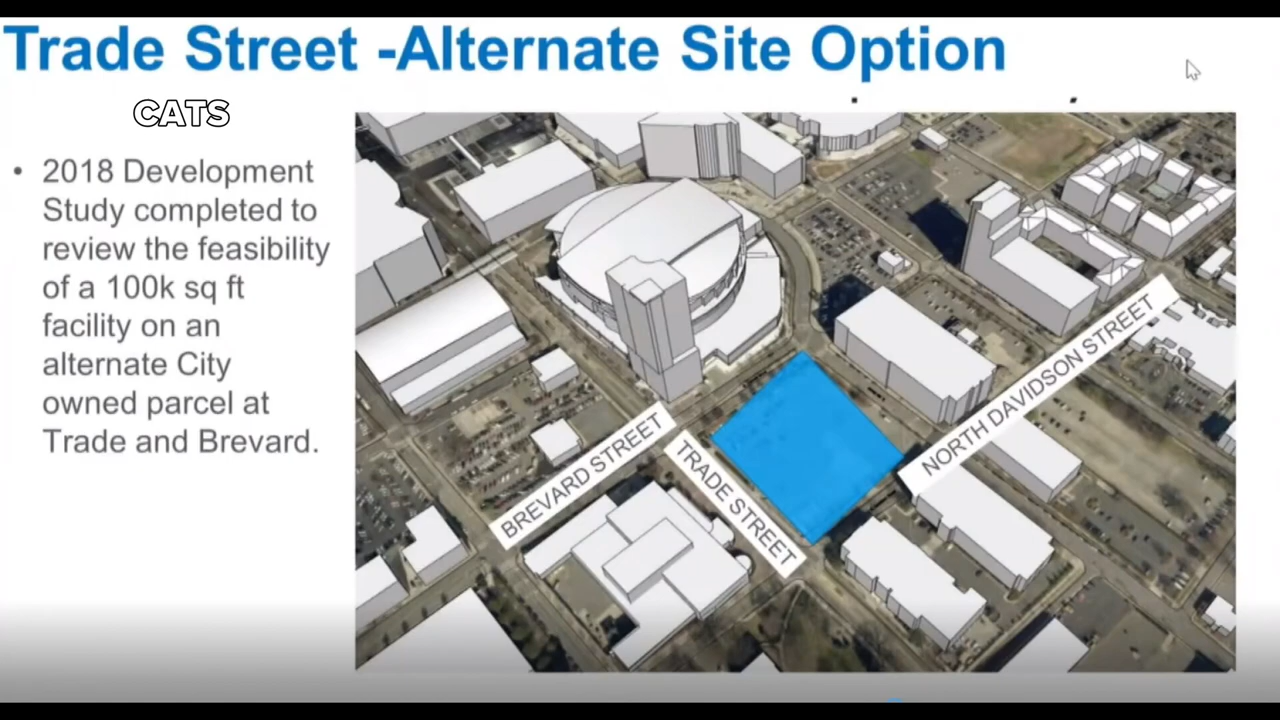 Trade Street -Alternate Site Option
CATS
• 2018 Development
Study completed to
review the feasibility
of a 100k sq ft
facility on an
alternate City
owned parcel at
Trade and Brevard.
BREVARD STREET
TRADE STREET
NORTH DAVIDSON STREET